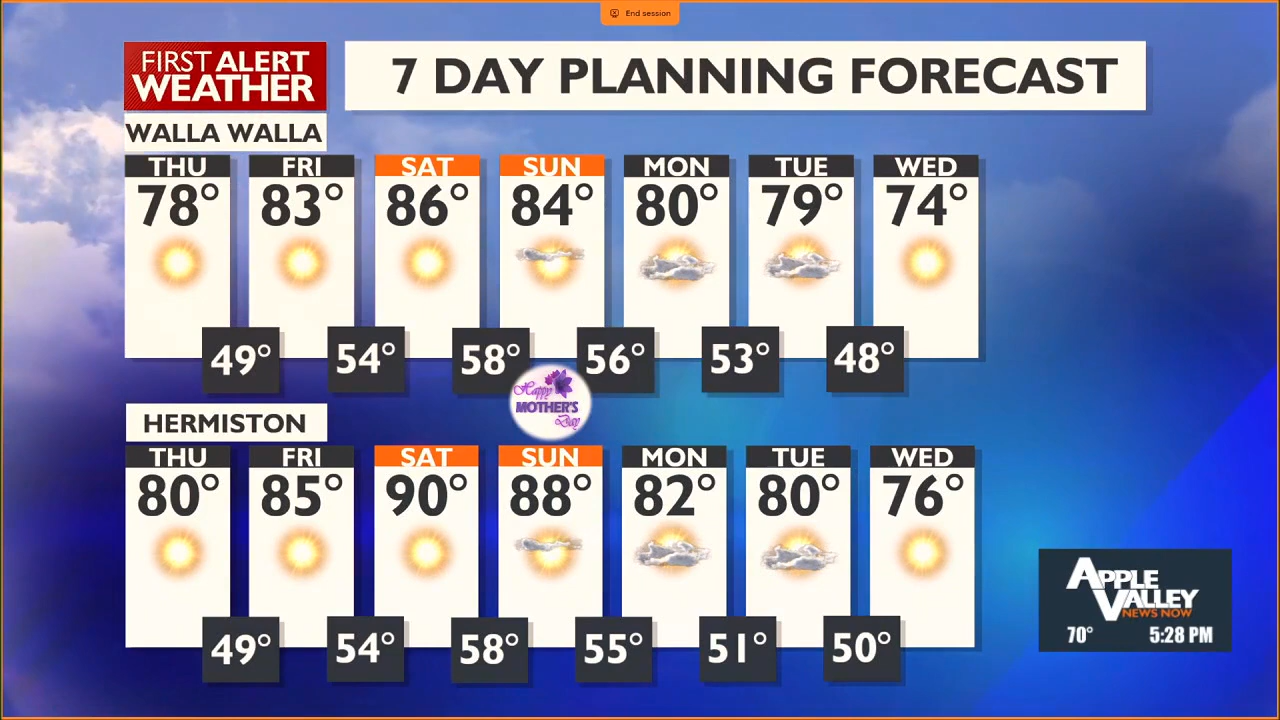 End session
FIRST ALERT
WEATHER
7 DAY PLANNING FORECAST
WALLA WALLA
THU FRI SAT SUN MON TUE WED
78° 83° 86° 84° 80° 79° 74°
49° 54° 58° 56° 53° 48°
Happy
MOTHER'S
Day
HERMISTON
THU FRI SAT SUN MON TUE WED
80° 85° 90° 88° 82° 80° 76°
49° 54° 58° 55° 51° 50°
APPLE
VALLEY
NEWS NOW
70° 5:28 PM